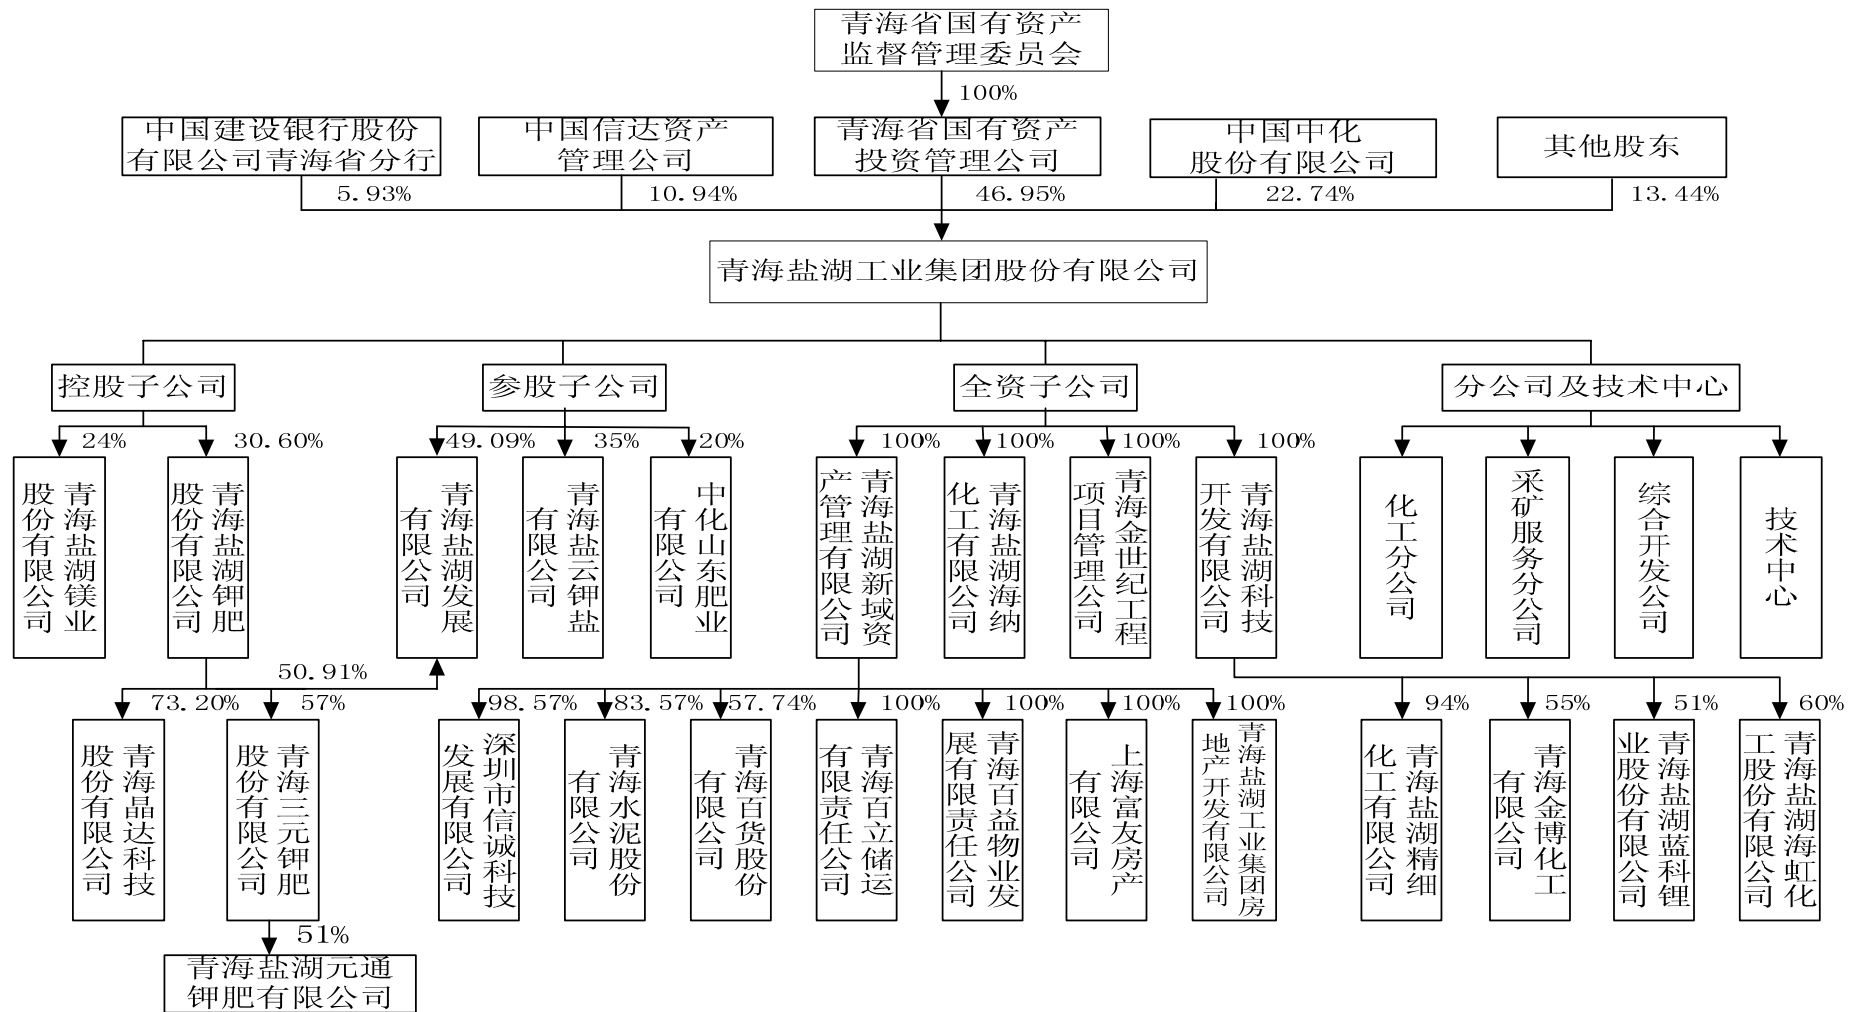 青海省国有资产
监督管理委员会
100%
中国建设银行股份
有限公司青海省分行
中国信达资产
管理公司
青海省国有资产
投资管理公司
中国中化
股份有限公司
其他股东
5.93%
10.94%
46.95%
22.74%
13.44%
青海盐湖工业集团股份有限公司
控股子公司
参股子公司
全资子公司
分公司及技术中心
24%
30.60%
49.09%
35%
20%
100%
100%
100%
100%
青海盐湖镁业
股份有限公司
青海盐湖钾肥
股份有限公司
青海盐湖发展
有限公司
青海盐云钾盐
有限公司
中化山东肥业
有限公司
青海盐湖新域资
产管理有限公司
青海盐湖海纳
化工有限公司
青海金世纪工程
项目管理公司
青海盐湖科技
开发有限公司
化工分公司
采矿服务分公司
综合开发公司
技术中心
50.91%
73.20%
57%
98.57%
83.57%
57.74%
100%
100%
100%
100%
94%
55%
51%
60%
青海晶达科技
股份有限公司
青海三元钾肥
股份有限公司
深圳市信诚科技
发展有限公司
青海水泥股份
有限公司
青海百货股份
有限公司
青海百立储运
有限责任公司
青海百益物业发
展有限责任公司
上海富友房产
有限公司
青海盐湖工业集团房
地产开发有限公司
青海盐湖精细
化工有限公司
青海金博化工
有限公司
青海盐湖蓝科锂
业股份有限公司
青海盐湖海虹化
工股份有限公司
51%
青海盐湖元通
钾肥有限公司